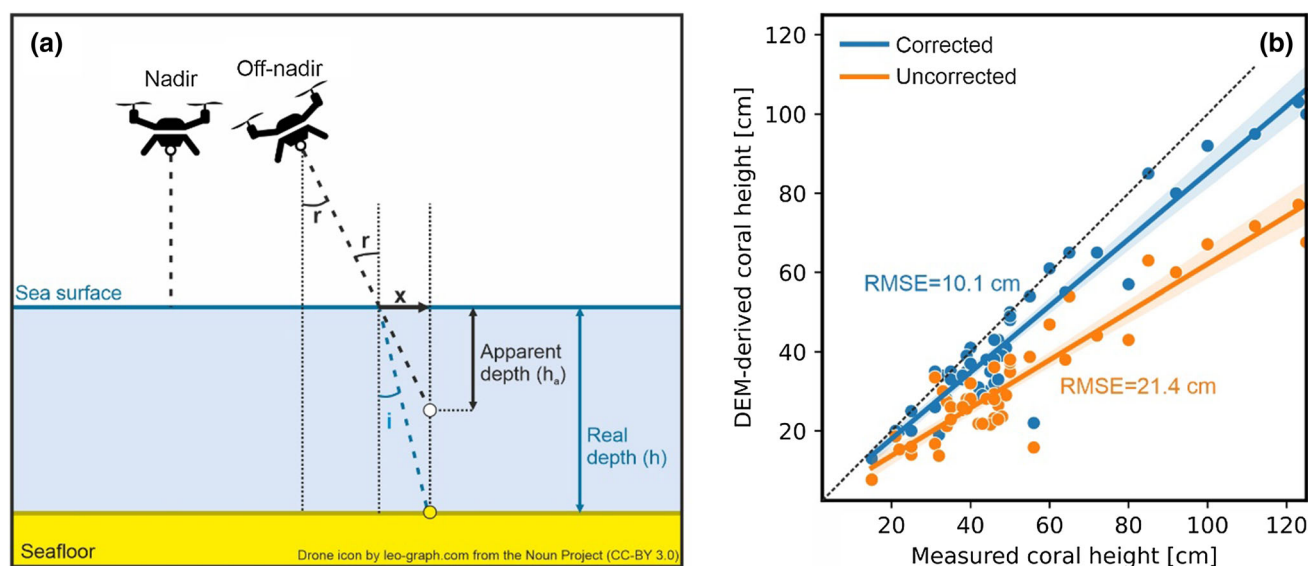 (a)
Nadir
Off-nadir
r
r
Sea surface
x
Apparent
depth (hₐ)
i
Real
depth (h)
Seafloor
Drone icon by leo-graph.com from the Noun Project (CC-BY 3.0)
(b)
Corrected
Uncorrected
RMSE=10.1 cm
RMSE=21.4 cm
DEM-derived coral height [cm]
120
100
80
60
40
20
20 40 60 80 100 120
Measured coral height [cm]